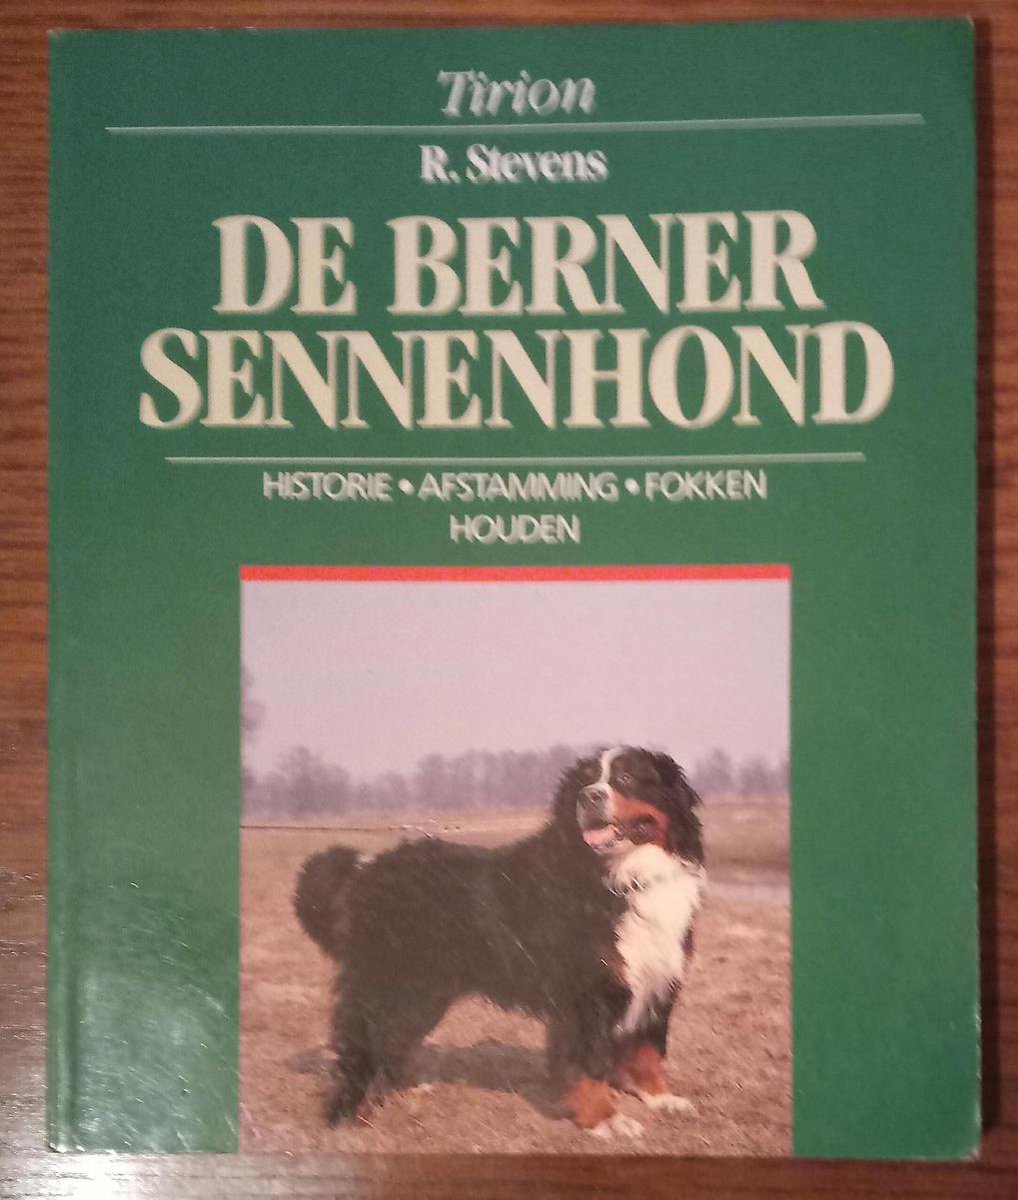 Tirion
R. Stevens
DE BERNER
SENNENHOND
HISTORIE • AFSTAMMING • FOKKEN
HOUDEN